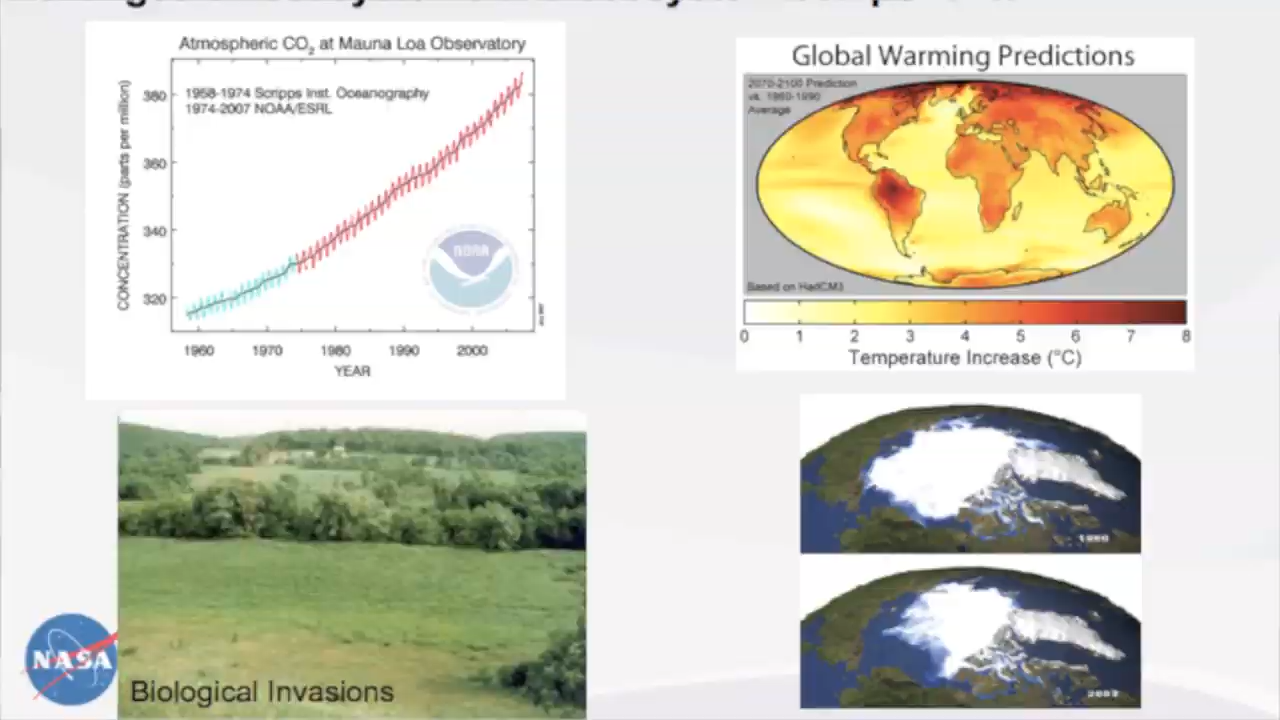 Atmospheric CO₂ at Mauna Loa Observatory
1958-1974 Scripps Inst. Oceanography
1974-2007 NOAA/ESRL
CONCENTRATION (parts per million)
380
360
340
320
1960 1970 1980 1990 2000
YEAR
NOAA
Global Warming Predictions
2070-2100 Prediction
vs. 1960-1990
Average
Based on HadCM3
0 1 2 3 4 5 6 7 8
Temperature Increase (°C)
NASA
Biological Invasions